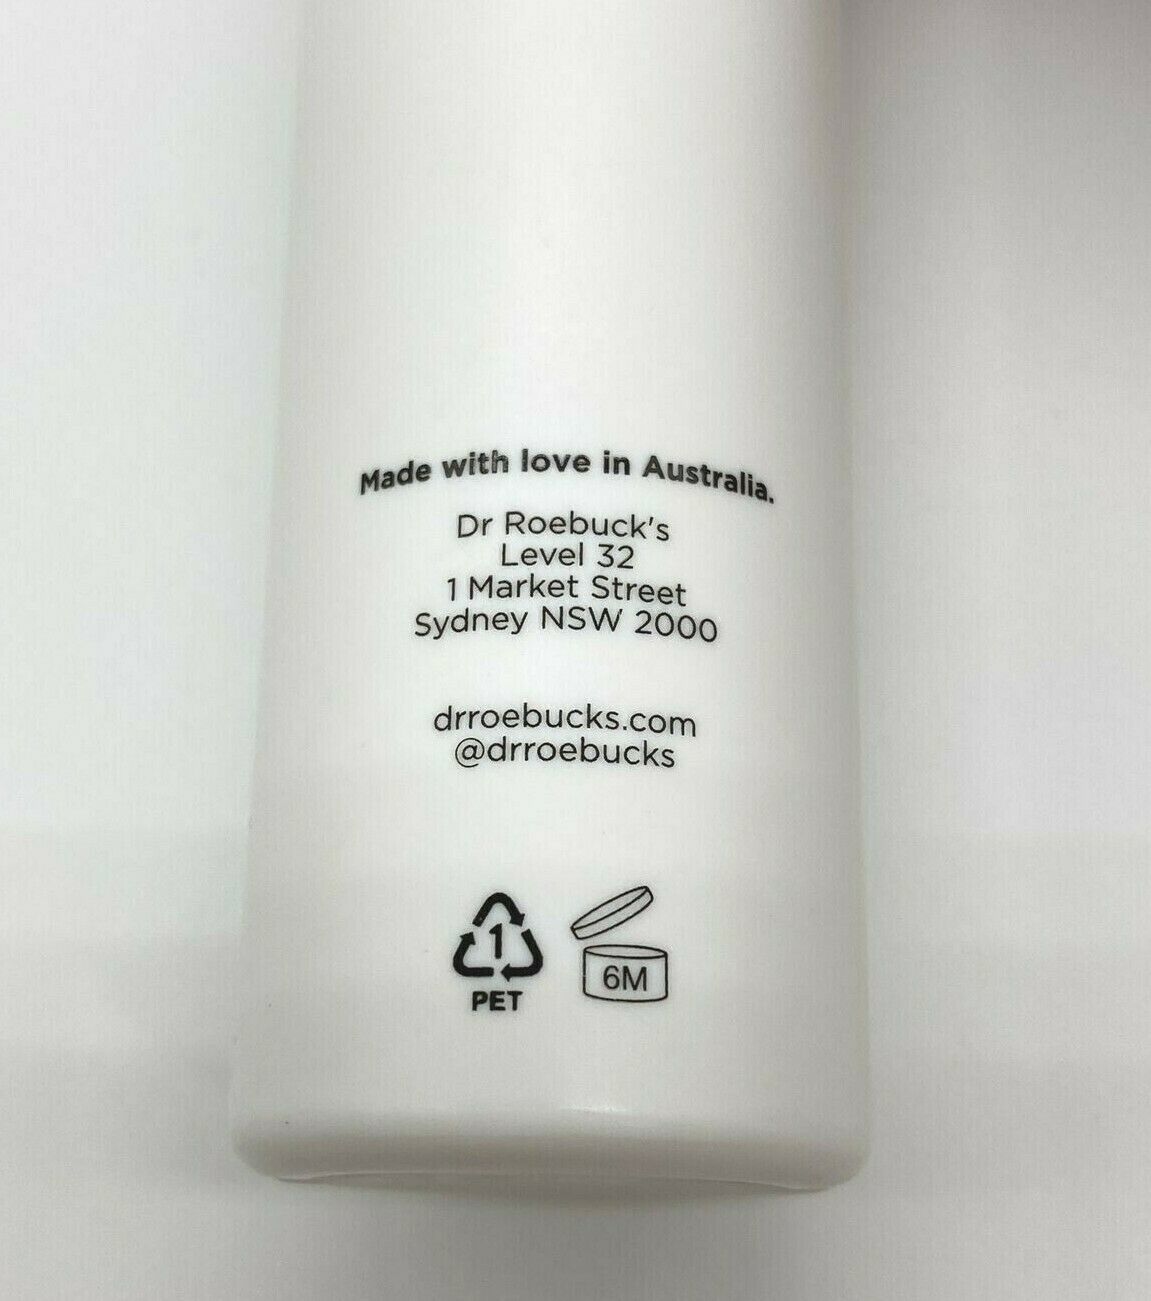 Made with love in Australia.
Dr Roebuck's
Level 32
1 Market Street
Sydney NSW 2000
drroebucks.com
@drroebucks
1
PET
6M